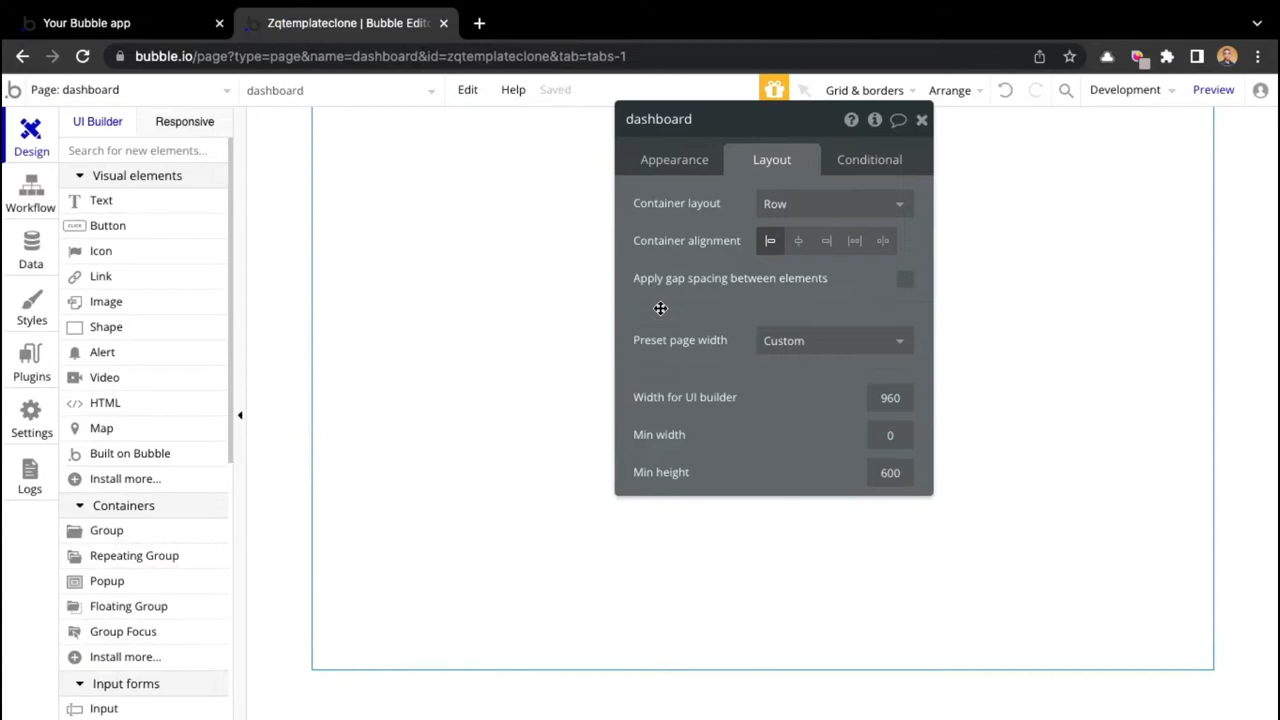 Your Bubble app
Zqtemplateclone | Bubble Edito
bubble.io/page?type=page&name=dashboard&id=zqtemplateclone&tab=tabs-1
Page: dashboard
dashboard
Edit
Help
Saved
Grid & borders
Arrange
Development
Preview
Design
Workflow
Data
Styles
Plugins
Settings
Logs
UI Builder
Responsive
Search for new elements...
Visual elements
Text
CLICK Button
Icon
Link
Image
Shape
Alert
Video
</> HTML
Map
Built on Bubble
Install more...
Containers
Group
Repeating Group
Popup
Floating Group
Group Focus
Install more...
Input forms
Input
dashboard
Appearance
Layout
Conditional
Container layout
Row
Container alignment
Apply gap spacing between elements
Preset page width
Custom
Width for UI builder
960
Min width
0
Min height
600